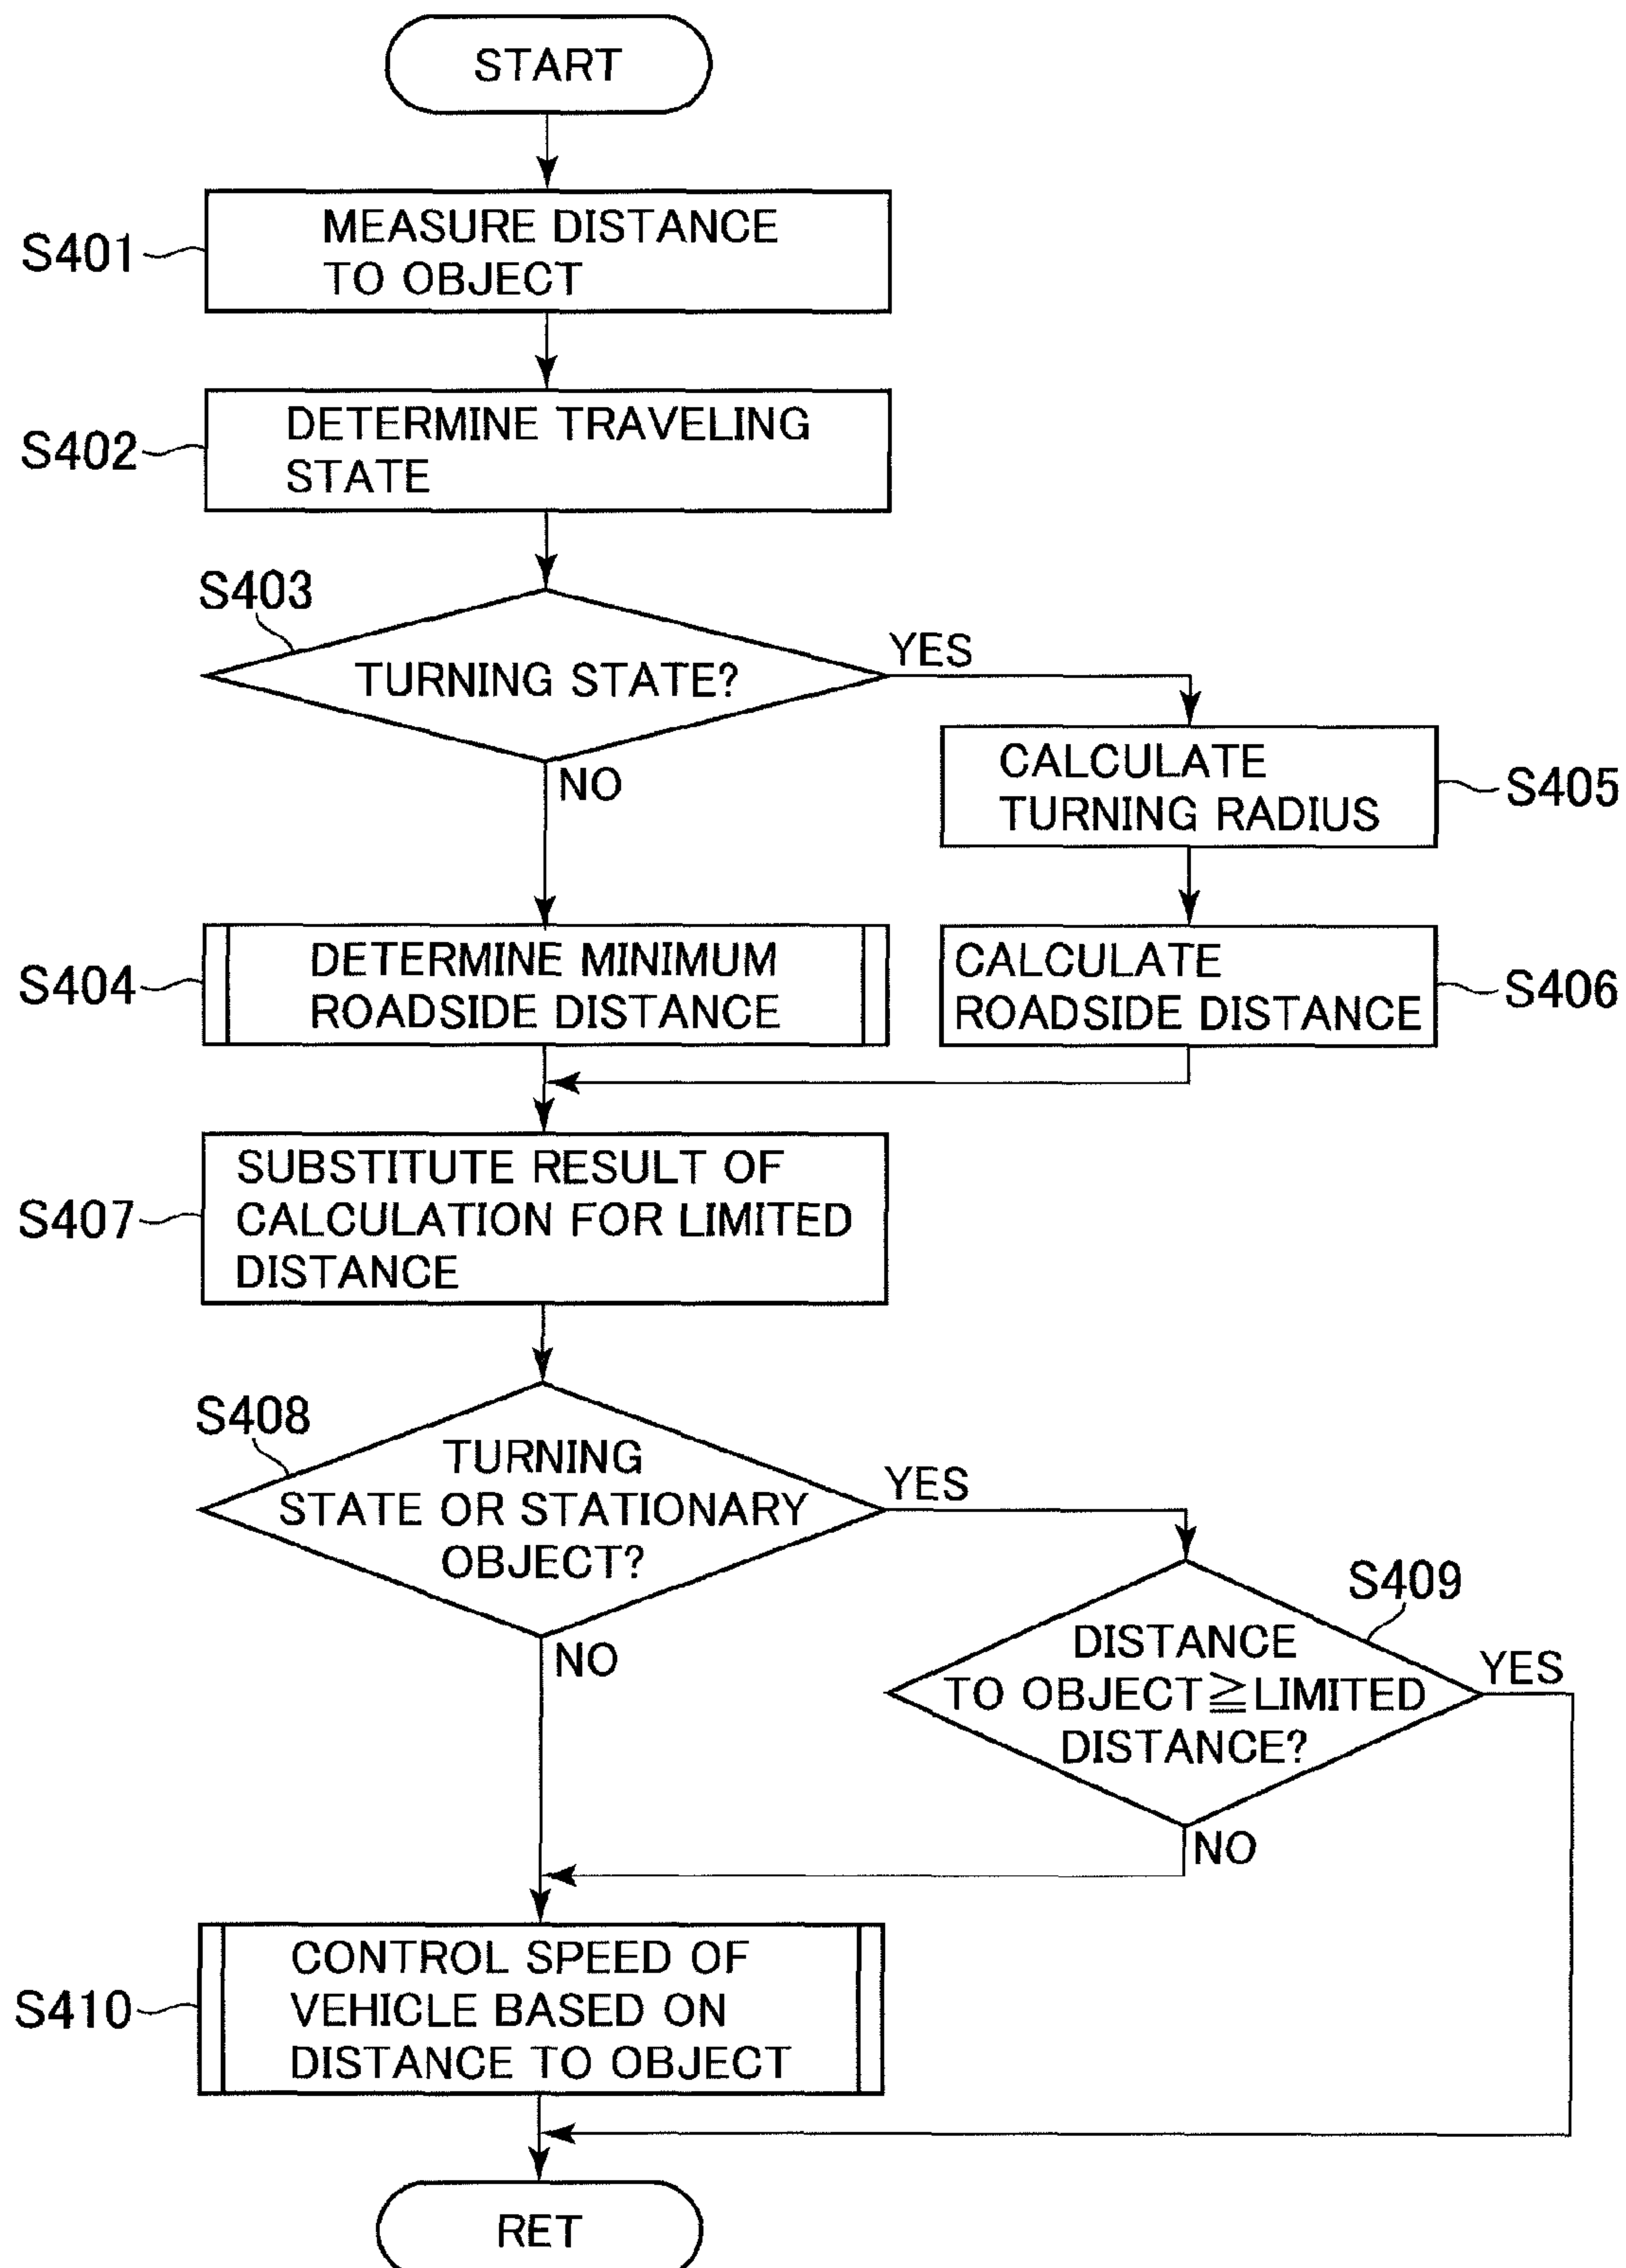 START
S401
MEASURE DISTANCE
TO OBJECT
S402
DETERMINE TRAVELING
STATE
S403
TURNING STATE?
YES
NO
CALCULATE
TURNING RADIUS
S405
S404
DETERMINE MINIMUM
ROADSIDE DISTANCE
CALCULATE
ROADSIDE DISTANCE
S406
S407
SUBSTITUTE RESULT OF
CALCULATION FOR LIMITED
DISTANCE
S408
TURNING
STATE OR STATIONARY
OBJECT?
YES
NO
S409
DISTANCE
TO OBJECT≧LIMITED
DISTANCE?
YES
NO
S410
CONTROL SPEED OF
VEHICLE BASED ON
DISTANCE TO OBJECT
RET